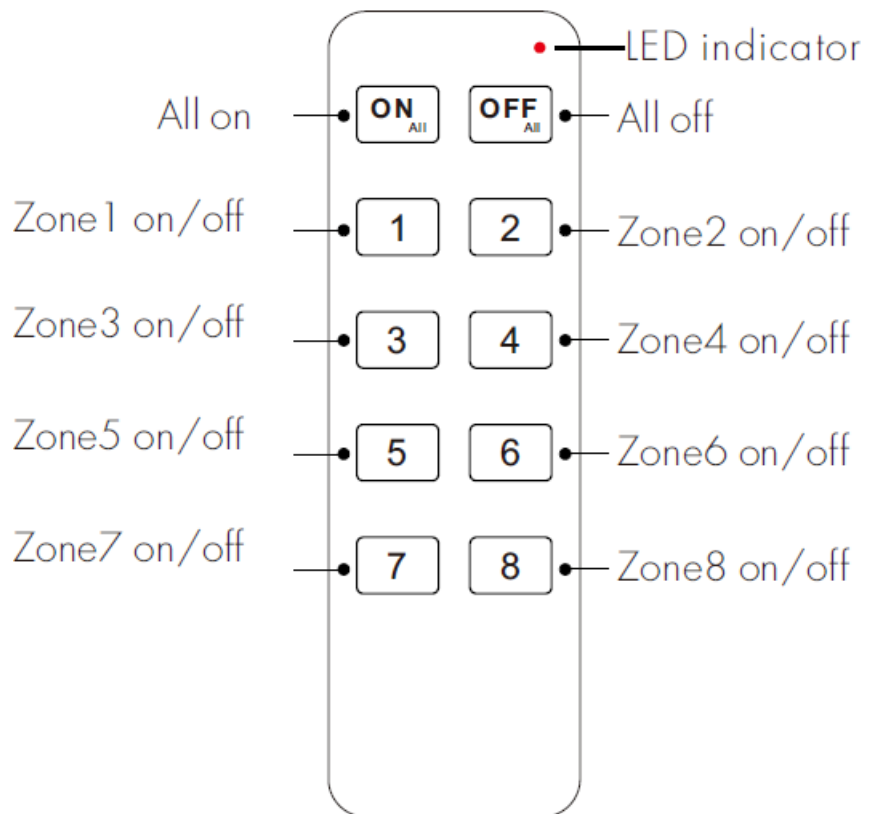 LED indicator
All on
ON All
OFF All
All off
Zone1 on/off
1
2
Zone2 on/off
Zone3 on/off
3
4
Zone4 on/off
Zone5 on/off
5
6
Zone6 on/off
Zone7 on/off
7
8
Zone8 on/off